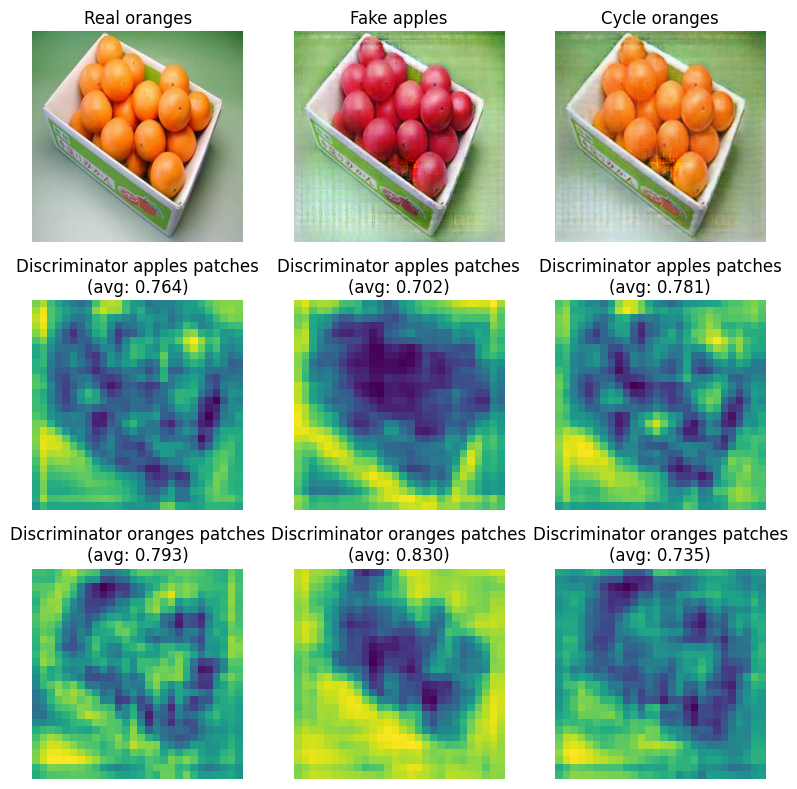 Real oranges
Fake apples
Cycle oranges
Discriminator apples patches
(avg: 0.764)
Discriminator apples patches
(avg: 0.702)
Discriminator apples patches
(avg: 0.781)
Discriminator oranges patches
(avg: 0.793)
Discriminator oranges patches
(avg: 0.830)
Discriminator oranges patches
(avg: 0.735)